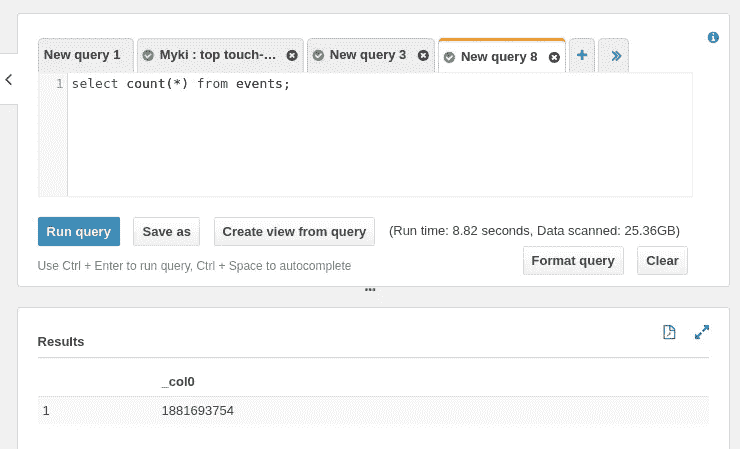 New query 1 Myki : top touch-... New query 3 New query 8
1 select count(*) from events;
Run query Save as Create view from query (Run time: 8.82 seconds, Data scanned: 25.36GB)
Use Ctrl + Enter to run query, Ctrl + Space to autocomplete Format query Clear
Results
_col0
1 1881693754